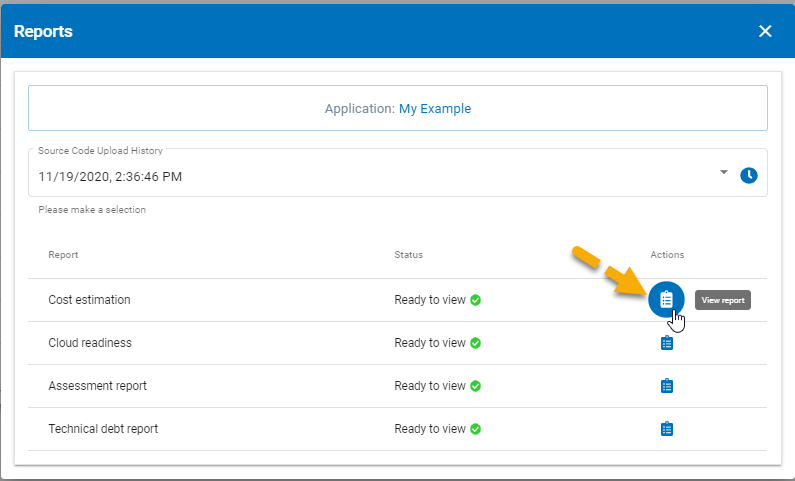 Reports
Application: My Example
Source Code Upload History
11/19/2020, 2:36:46 PM
Please make a selection
Report Status Actions
Cost estimation Ready to view View report
Cloud readiness Ready to view
Assessment report Ready to view
Technical debt report Ready to view